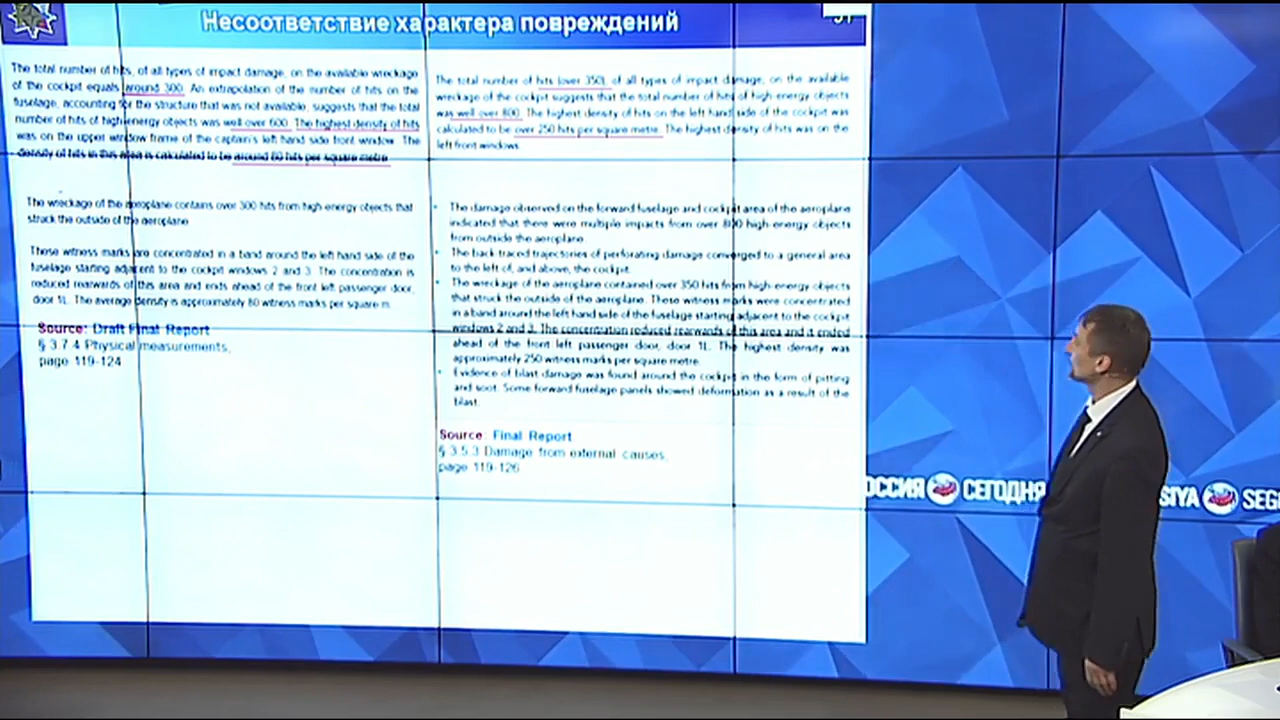 Несоответствие характера повреждений
The total number of hits, of all types of impact damage, on the available wreckage
of the cockpit equals around 300. An extrapolation of the number of hits on the
fuselage, accounting for the structure that was not available, suggests that the total
number of hits of high-energy objects was well over 600. The highest density of hits
was on the upper window frame of the captain's left hand side front window. The
density of hits in this area is calculated to be around 80 hits per square metre.
The wreckage of the aeroplane contains over 300 hits from high-energy objects that
struck the outside of the aeroplane.
These witness marks are concentrated in a band around the left hand side of the
fuselage starting adjacent to the cockpit windows 2 and 3. The concentration is
reduced rearwards of this area and ends ahead of the front left passenger door,
door 1L. The average density is approximately 80 witness marks per square m.
Source: Draft Final Report
§ 3.7.4 Physical measurements,
page 119-124
The total number of hits (over 350), of all types of impact damage, on the available
wreckage of the cockpit suggests that the total number of hits of high-energy objects
was well over 800. The highest density of hits on the left hand side of the cockpit was
calculated to be over 250 hits per square metre. The highest density of hits was on the
left front windows.
• The damage observed on the forward fuselage and cockpit area of the aeroplane
indicated that there were multiple impacts from over 800 high-energy objects
from outside the aeroplane.
• The back traced trajectories of perforating damage converged to a general area
to the left of, and above, the cockpit.
• The wreckage of the aeroplane contained over 350 hits from high-energy objects
that struck the outside of the aeroplane. These witness marks were concentrated
in a band around the left hand side of the fuselage starting adjacent to the cockpit
windows 2 and 3. The concentration reduced rearwards of this area and it ended
ahead of the front left passenger door, door 1L. The highest density was
approximately 250 witness marks per square metre.
• Evidence of blast damage was found around the cockpit in the form of pitting
and soot. Some forward fuselage panels showed deformation as a result of the
blast.
Source: Final Report
§ 3.5.3 Damage from external causes,
page 119-126
ОССИЯ СЕГОДНЯ
SIYA SEG